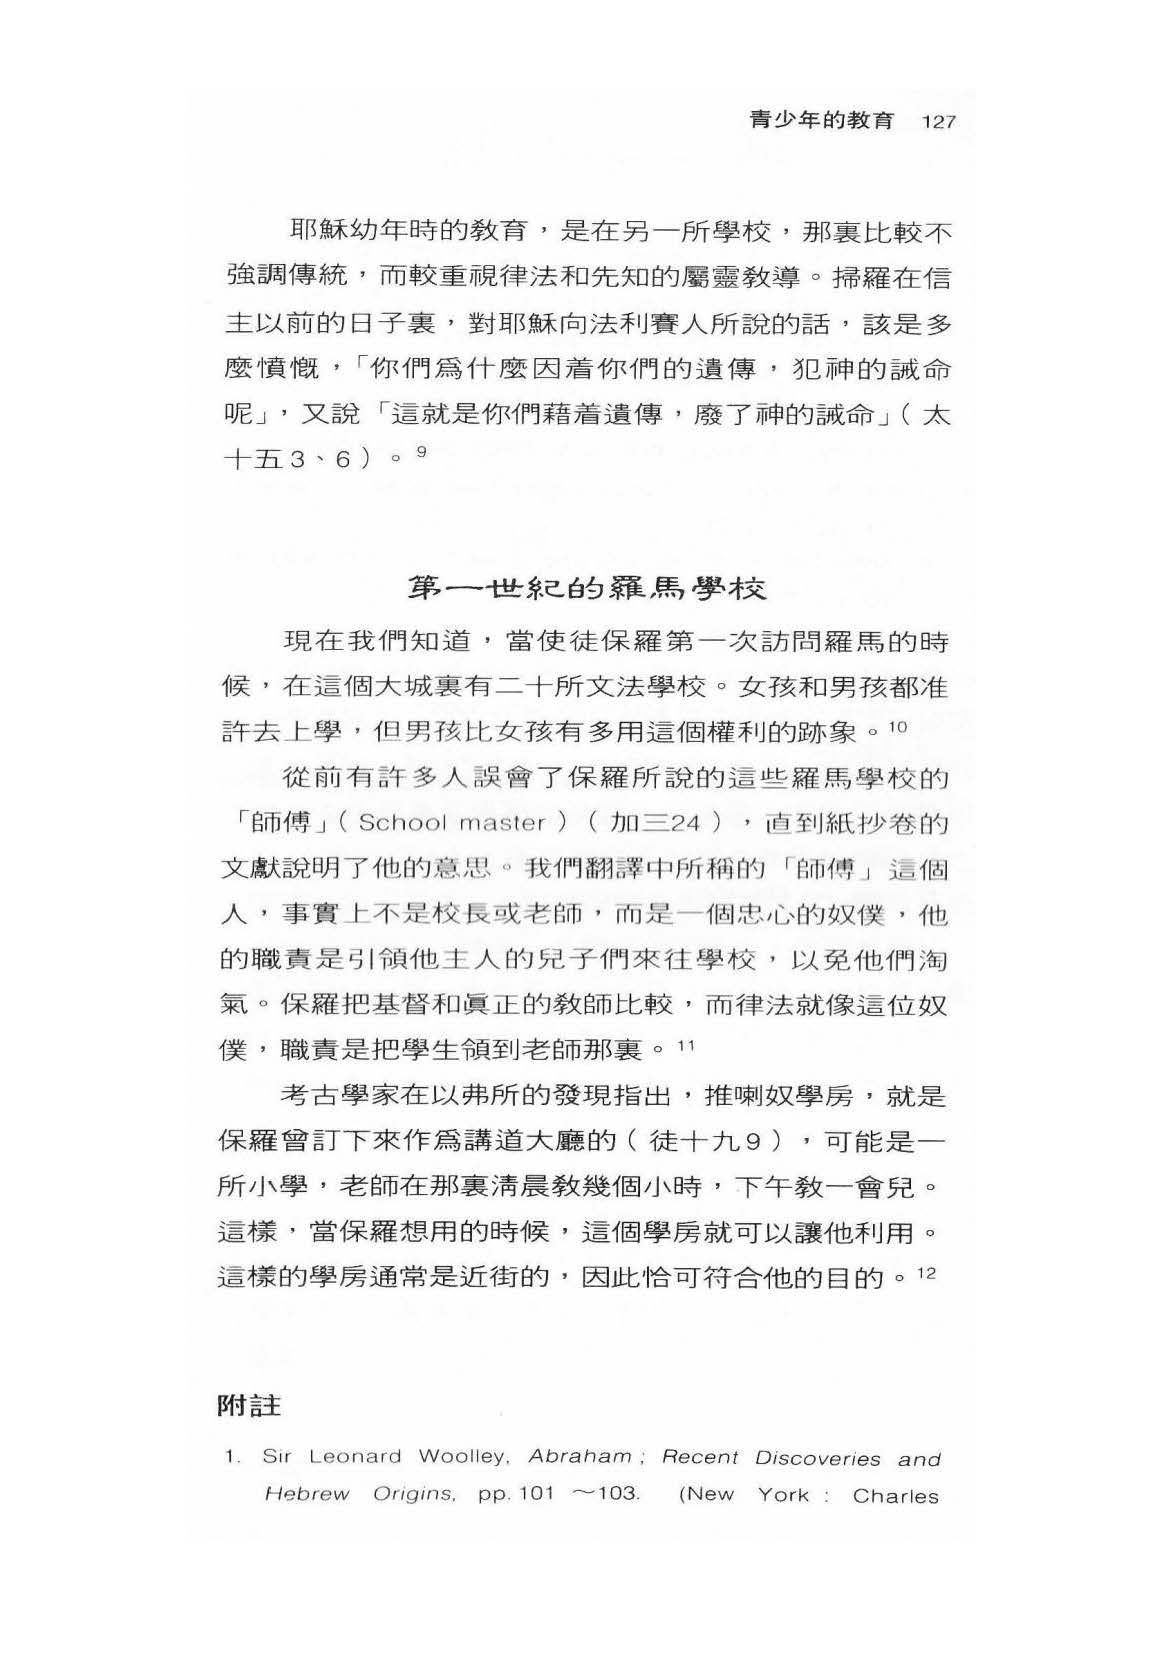 青少年的教育 127
耶穌幼年時的教育，是在另一所學校，那裏比較不
強調傳統，而較重視律法和先知的屬靈教導。掃羅在信
主以前的日子裏，對耶穌向法利賽人所說的話，該是多
麼憤慨，「你們爲什麼因着你們的遺傳，犯神的誡命
呢」，又說「這就是你們藉着遺傳，廢了神的誡命」（太
十五3、6）。⁹
第一世紀的羅馬學校
現在我們知道，當使徒保羅第一次訪問羅馬的時
候，在這個大城裏有二十所文法學校。女孩和男孩都准
許去上學，但男孩比女孩有多用這個權利的跡象。¹⁰
從前有許多人誤會了保羅所說的這些羅馬學校的
「師傅」（School master）（加三24），直到紙抄卷的
文獻說明了他的意思。我們翻譯中所稱的「師傅」這個
人，事實上不是校長或老師，而是一個忠心的奴僕，他
的職責是引領他主人的兒子們來往學校，以免他們淘
氣。保羅把基督和眞正的教師比較，而律法就像這位奴
僕，職責是把學生領到老師那裏。¹¹
考古學家在以弗所的發現指出，推喇奴學房，就是
保羅曾訂下來作爲講道大廳的（徒十九9），可能是一
所小學，老師在那裏淸晨教幾個小時，下午教一會兒。
這樣，當保羅想用的時候，這個學房就可以讓他利用。
這樣的學房通常是近街的，因此恰可符合他的目的。¹²
附註
1. Sir Leonard Woolley, Abraham; Recent Discoveries and
Hebrew Origins, pp. 101 ～103. (New York : Charles